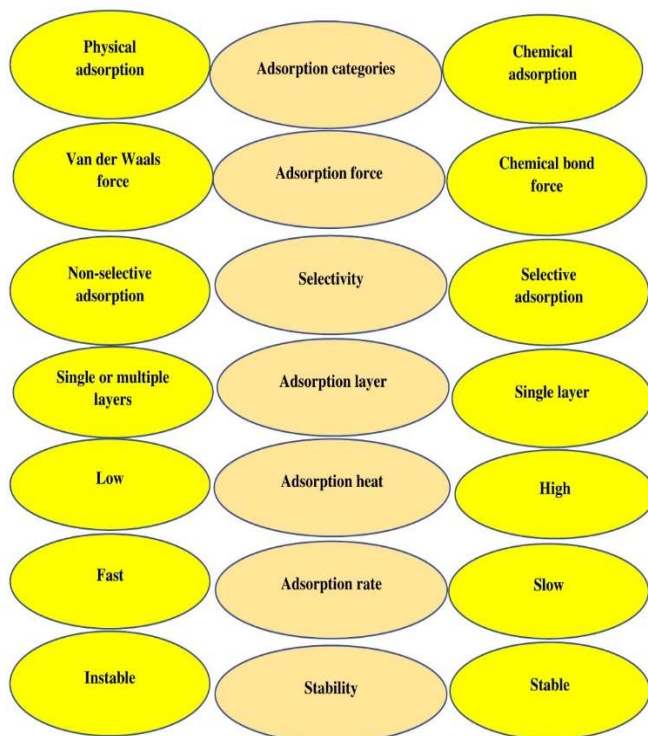 Physical
adsorption
Adsorption categories
Chemical
adsorption
Van der Waals
force
Adsorption force
Chemical bond
force
Non-selective
adsorption
Selectivity
Selective
adsorption
Single or multiple
layers
Adsorption layer
Single layer
Low
Adsorption heat
High
Fast
Adsorption rate
Slow
Instable
Stability
Stable